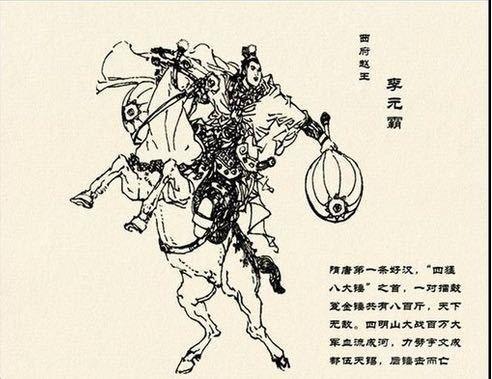 西府赵王
李元霸
隋唐第一条好汉,“四猛
八大锤”之首,一对擂鼓
瓮金锤共有八百斤,天下
无敌。四明山大战百万大
军血流成河,力劈宇文成
都伍天锡,后锤击而亡